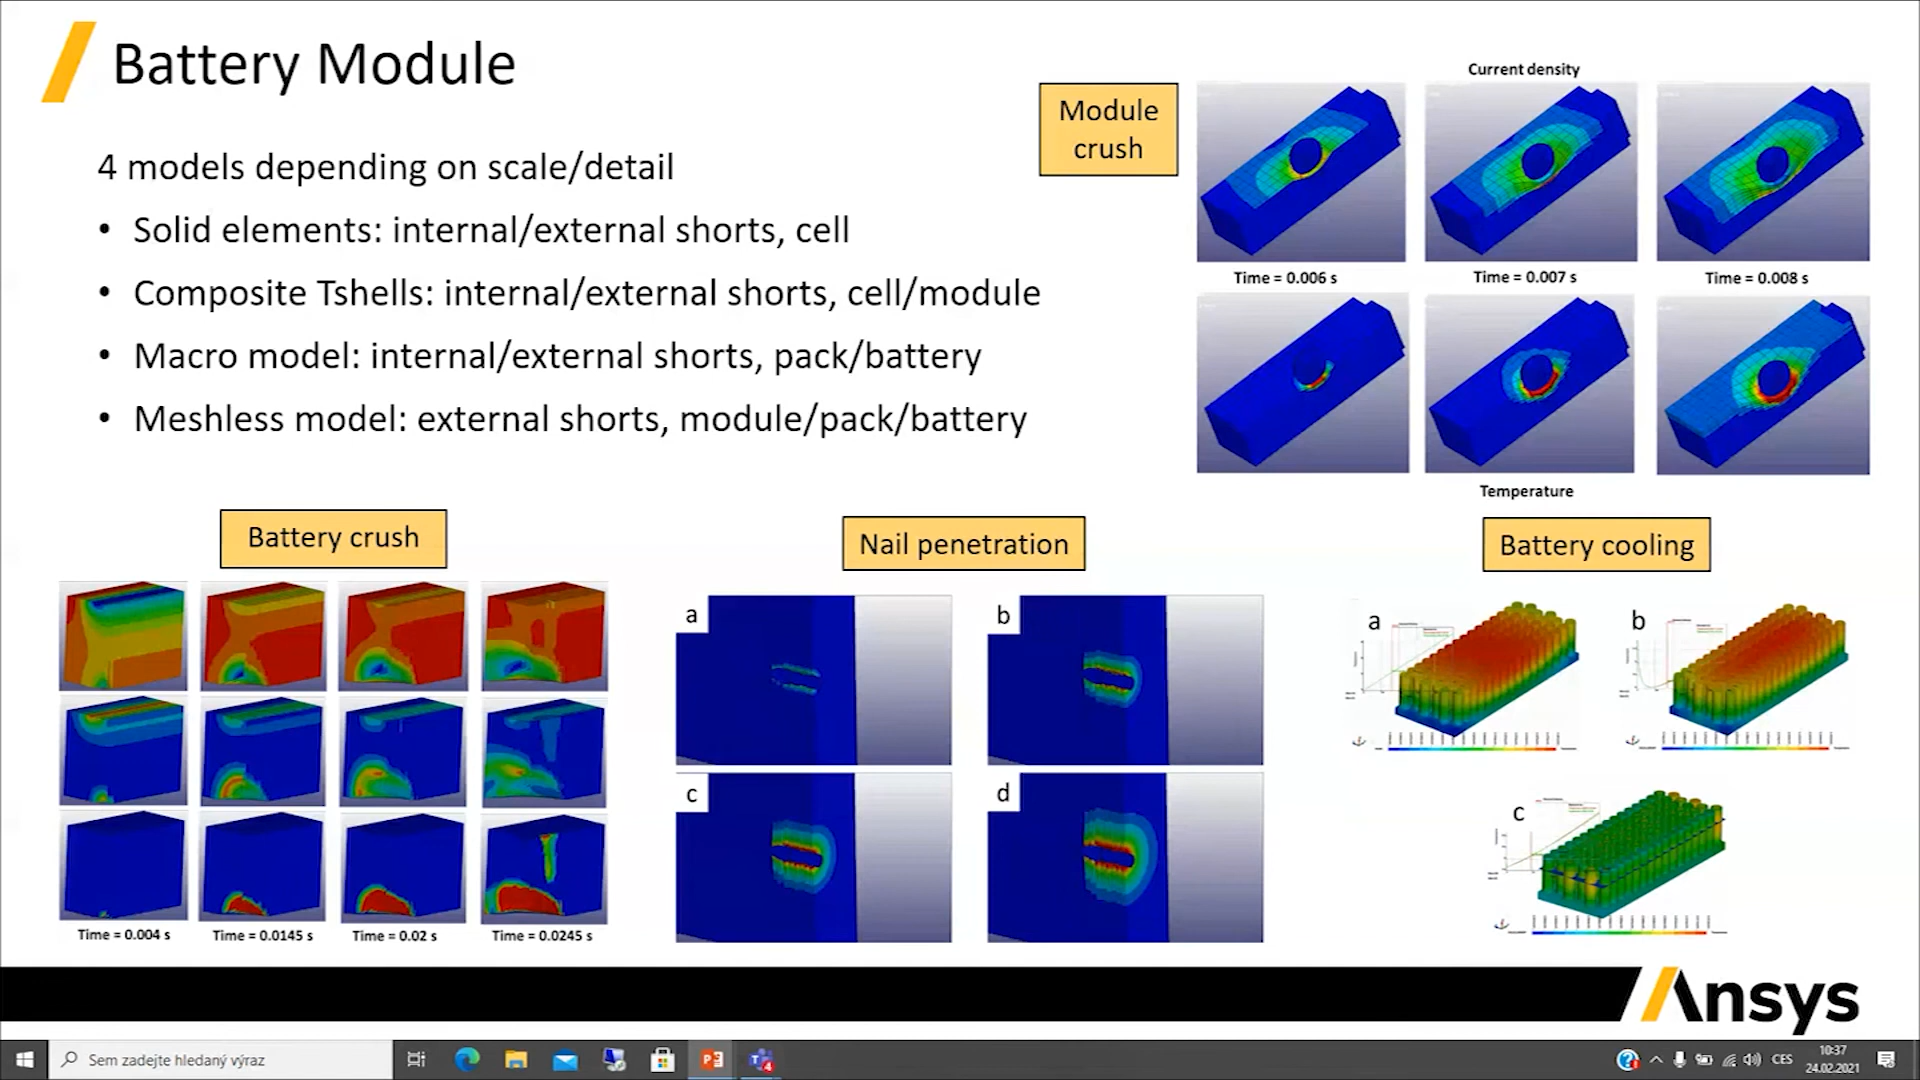 Battery Module
4 models depending on scale/detail
• Solid elements: internal/external shorts, cell
• Composite Tshells: internal/external shorts, cell/module
• Macro model: internal/external shorts, pack/battery
• Meshless model: external shorts, module/pack/battery
Module
crush
Current density
Time = 0.006 s
Time = 0.007 s
Time = 0.008 s
Temperature
Battery crush
Time = 0.004 s
Time = 0.0145 s
Time = 0.02 s
Time = 0.0245 s
Nail penetration
a
b
c
d
Battery cooling
a
b
c
Ansys
Sem zadejte hledaný výraz
CES
10:37
24.02.2021